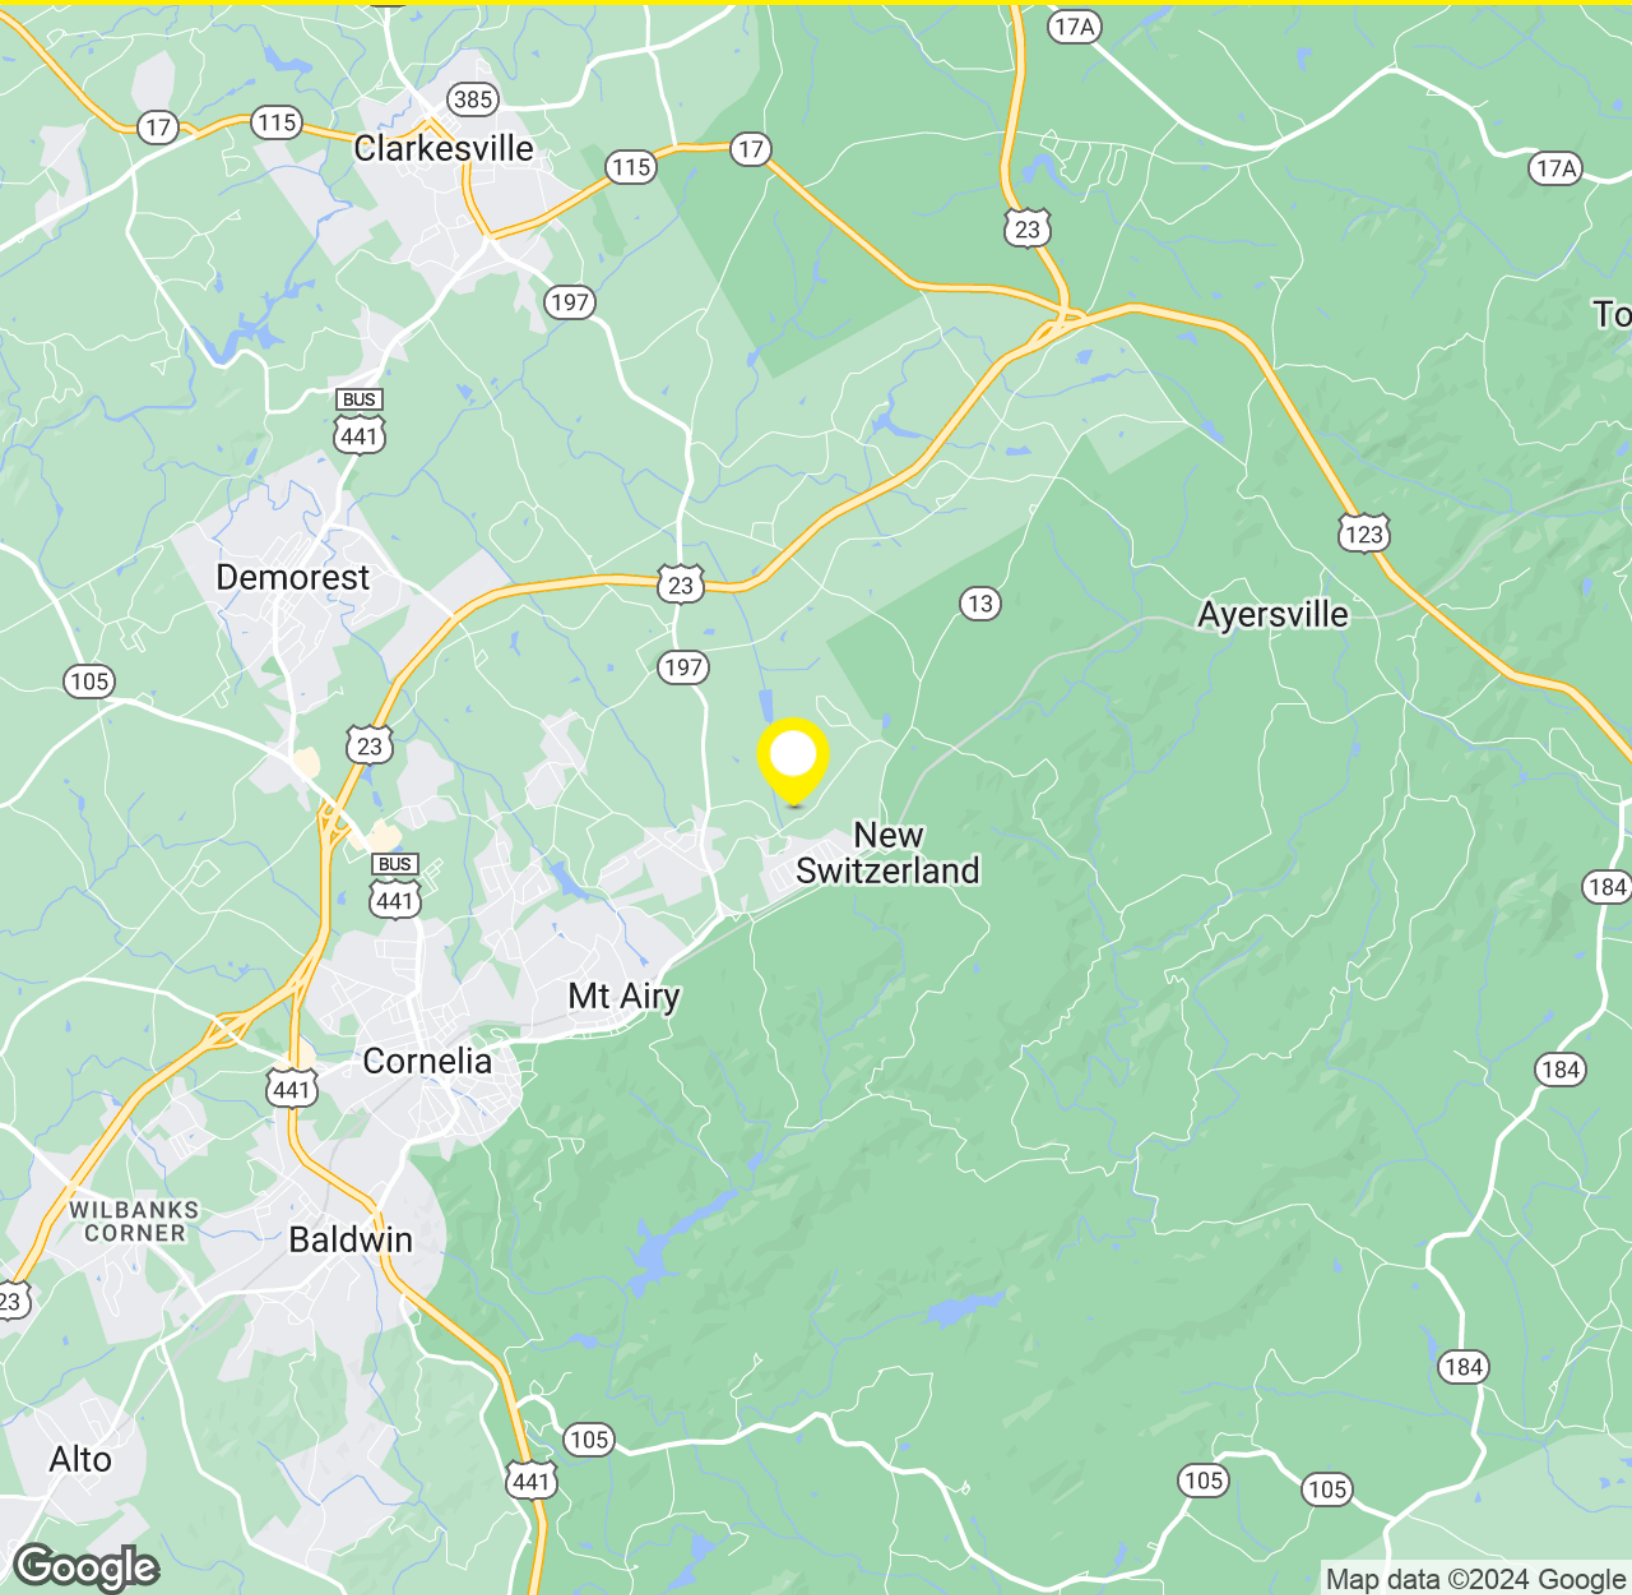 17A
385
17
115
Clarkesville
115
17
17A
23
197
To
BUS
441
123
Demorest
23
13
Ayersville
197
105
23
New
Switzerland
BUS
441
184
Mt Airy
Cornelia
441
184
WILBANKS
CORNER
Baldwin
23
184
105
Alto
441
105
105
Google
Map data ©2024 Google